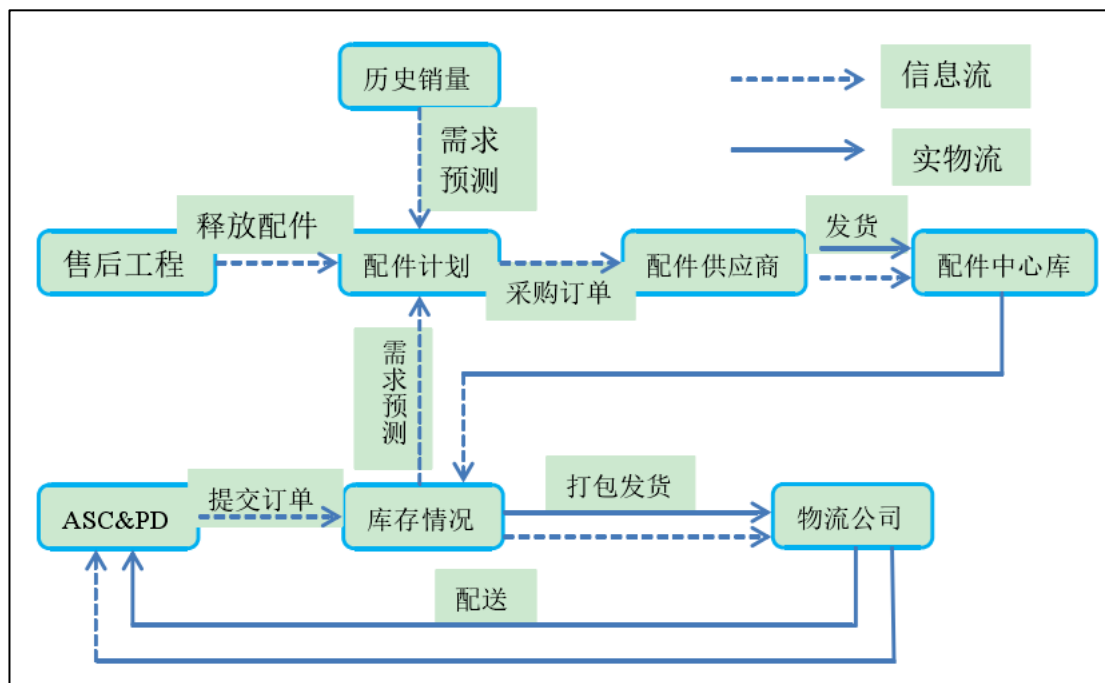 历史销量
信息流
需求
预测
实物流
释放配件
发货
售后工程
配件计划
配件供应商
配件中心库
采购订单
需
求
预
测
提交订单
打包发货
ASC&PD
库存情况
物流公司
配送